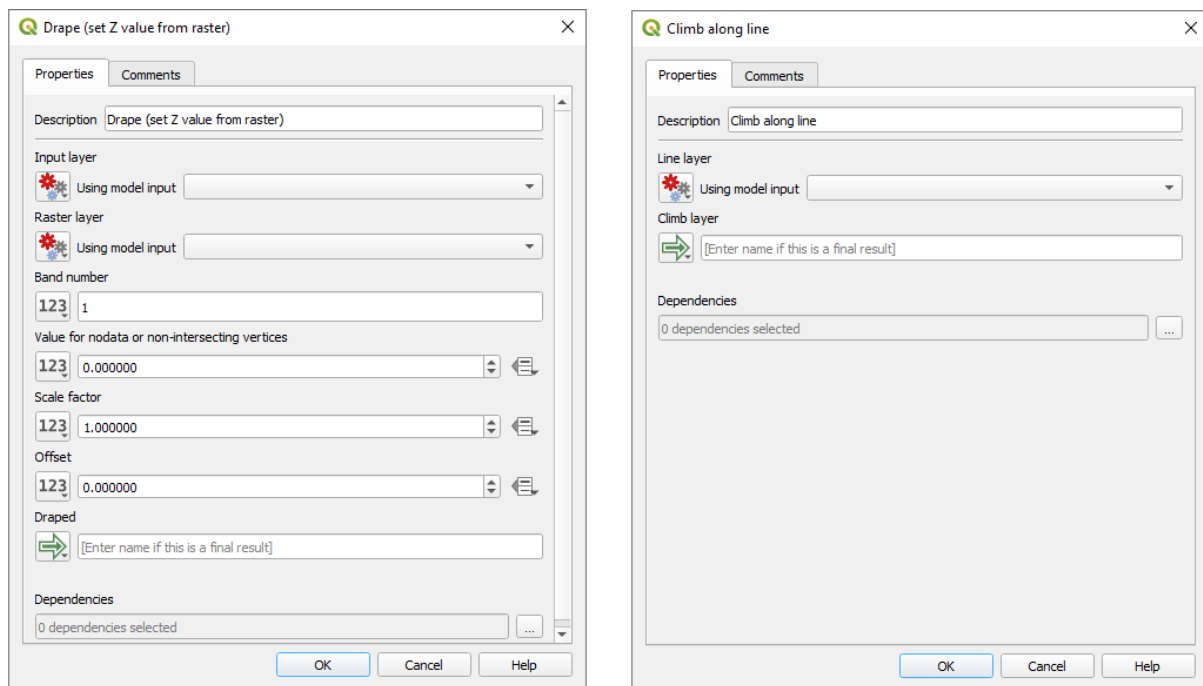 Drape (set Z value from raster)
Properties
Comments
Description
Drape (set Z value from raster)
Input layer
Using model input
Raster layer
Using model input
Band number
123
1
Value for nodata or non-intersecting vertices
123
0.000000
Scale factor
123
1.000000
Offset
123
0.000000
Draped
[Enter name if this is a final result]
Dependencies
0 dependencies selected
...
OK
Cancel
Help
Climb along line
Properties
Comments
Description
Climb along line
Line layer
Using model input
Climb layer
[Enter name if this is a final result]
Dependencies
0 dependencies selected
...
OK
Cancel
Help